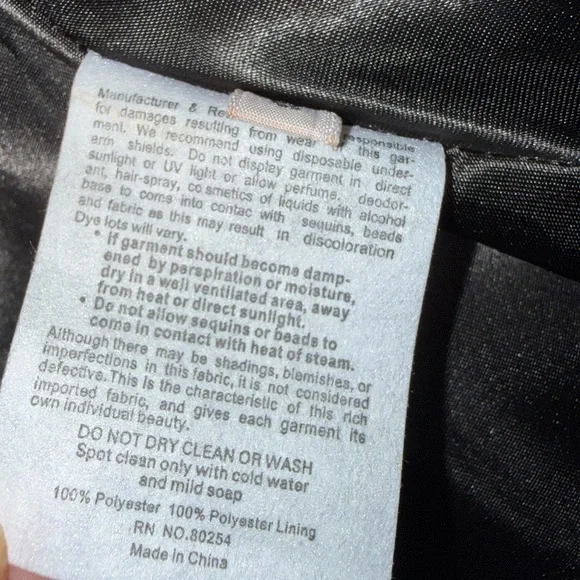 Manufacturer & Re responsible
for damages resulting from wear this gar-
ment. We recommend using disposable under-
arm shields. Do not display garment in direct
sunlight or UV light or allow perfume, deodor-
ant, hair-spray, cosmetics of liquids with alcohol
base to come into contac with sequins, beads
and fabric as this may result in discoloration
Dye lots will vary.
• If garment should become damp-
ened by perspiration or moisture,
dry in a well ventilated area, away
from heat or direct sunlight.
• Do not allow sequins or beads to
come in contact with heat of steam.
Although there may be shadings, blemishes, or
imperfections in this fabric, it is not considered
defective. This is the characteristic of this rich
imported fabric, and gives each garment its
own individual beauty.
DO NOT DRY CLEAN OR WASH
Spot clean only with cold water
and mild soap
100% Polyester 100% Polyester Lining
RN NO.80254
Made in China